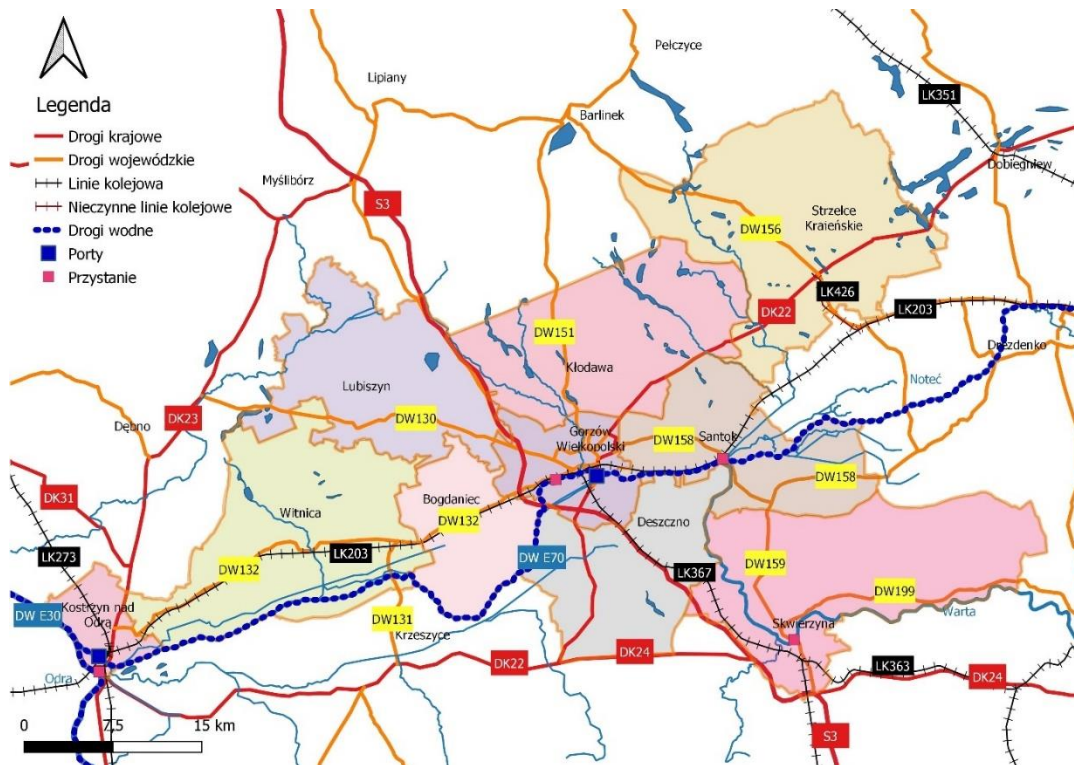 Legenda
Drogi krajowe
Drogi wojewódzkie
Linie kolejowa
Nieczynne linie kolejowe
Drogi wodne
Porty
Przystanie
Pełczyce
Lipiany
Barlinek
LK351
Dobiegniew
Myślibórz
S3
Strzelce
Kraieńskie
DW156
LK426
DK22
LK203
DW151
Drezdenko
Kłodawa
Noteć
Lubiszyn
DK23
DW130
Dębno
Gorzów
Wielkopolski
DW158
Santok
DW158
DK31
Bogdaniec
DW132
Witnica
Deszczno
LK273
LK203
DW132
DW E70
LK367
DW159
DW199
Warta
Kostrzyn nad
Odrą
DW E30
DW131
Krzeszyce
Skwierzyna
DK22
DK24
LK363
DK24
Odra
S3
0
7,5
15 km